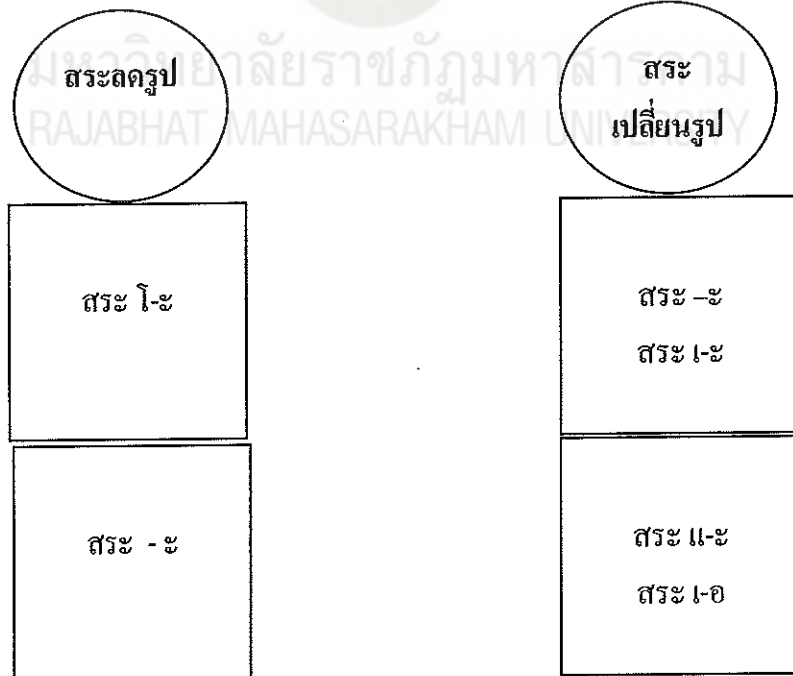 มหาวิทยาลัยราชภัฏมหาสารคาม
RAJABHAT MAHASARAKHAM UNIVERSITY
สระลดรูป
สระ โ-ะ
สระ - ะ
สระ
เปลี่ยนรูป
สระ –ะ
สระ เ-ะ
สระ แ-ะ
สระ เ-อ